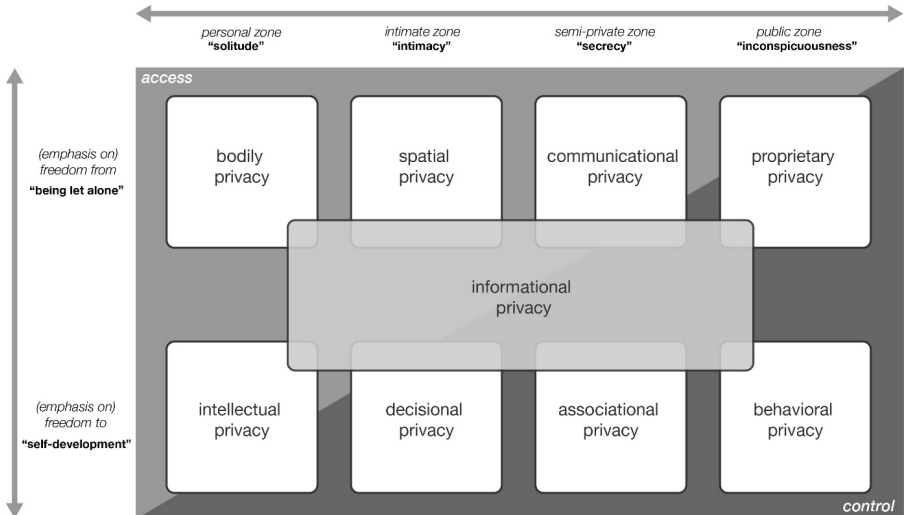 personal zone
“solitude”
intimate zone
“intimacy”
semi-private zone
“secrecy”
public zone
“inconspicuousness”
access
(emphasis on)
freedom from
“being let alone”
bodily
privacy
spatial
privacy
communicational
privacy
proprietary
privacy
informational
privacy
(emphasis on)
freedom to
“self-development”
intellectual
privacy
decisional
privacy
associational
privacy
behavioral
privacy
control